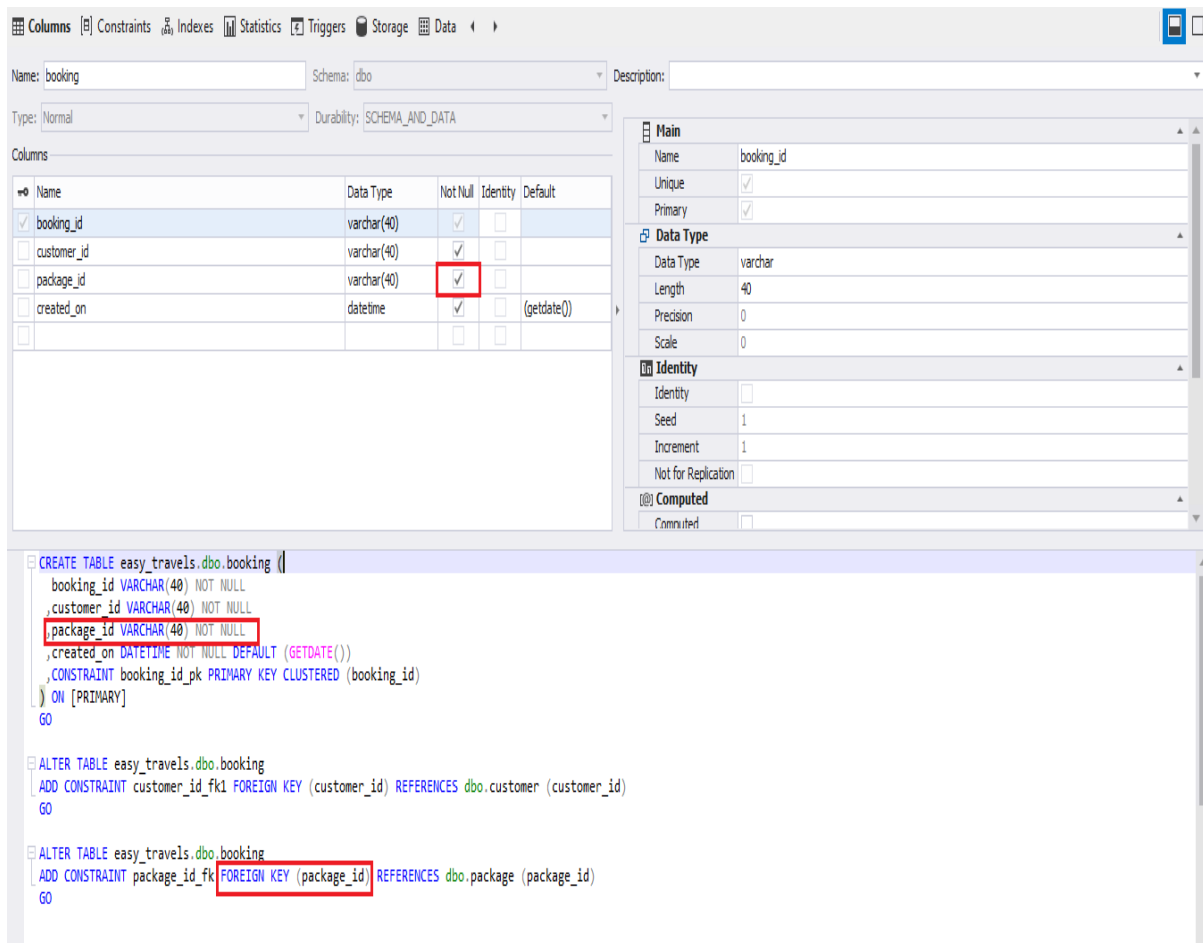 Columns Constraints Indexes Statistics Triggers Storage Data
Name: booking Schema: dbo Description:
Type: Normal Durability: SCHEMA_AND_DATA
Columns
Name Data Type Not Null Identity Default
booking_id varchar(40)
customer_id varchar(40)
package_id varchar(40)
created_on datetime (getdate())
Main
Name booking_id
Unique
Primary
Data Type
Data Type varchar
Length 40
Precision 0
Scale 0
Identity
Identity
Seed 1
Increment 1
Not for Replication
Computed
Computed
CREATE TABLE easy_travels.dbo.booking (
booking_id VARCHAR(40) NOT NULL
,customer_id VARCHAR(40) NOT NULL
,package_id VARCHAR(40) NOT NULL
,created_on DATETIME NOT NULL DEFAULT (GETDATE())
,CONSTRAINT booking_id_pk PRIMARY KEY CLUSTERED (booking_id)
) ON [PRIMARY]
GO
ALTER TABLE easy_travels.dbo.booking
ADD CONSTRAINT customer_id_fk1 FOREIGN KEY (customer_id) REFERENCES dbo.customer (customer_id)
GO
ALTER TABLE easy_travels.dbo.booking
ADD CONSTRAINT package_id_fk FOREIGN KEY (package_id) REFERENCES dbo.package (package_id)
GO